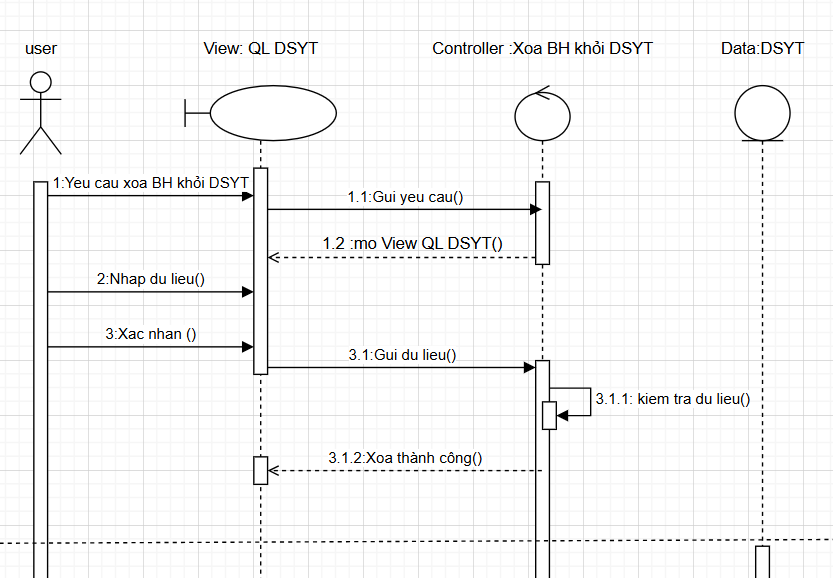 user
View: QL DSYT
Controller :Xoa BH khỏi DSYT
Data:DSYT
1:Yeu cau xoa BH khỏi DSYT
1.1:Gui yeu cau()
1.2 :mo View QL DSYT()
2:Nhap du lieu()
3:Xac nhan ()
3.1:Gui du lieu()
3.1.1: kiem tra du lieu()
3.1.2:Xoa thành công()